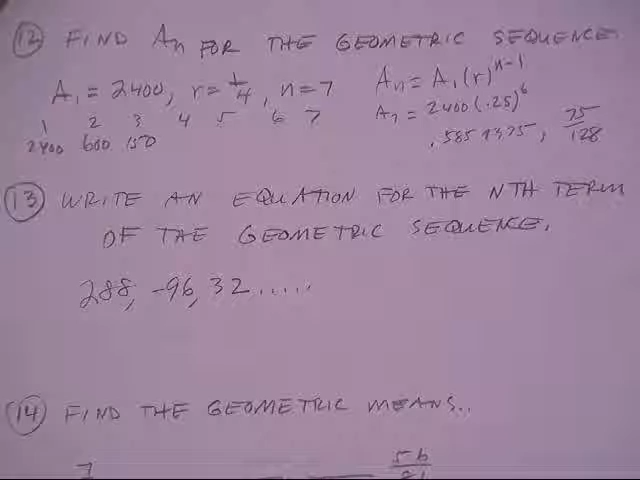 12 FIND An FOR THE GEOMETRIC SEQUENCE.
A1 = 2400, r = 1/4, n = 7
An = A1(r)^n-1
1 2 3 4 5 6 7
A7 = 2400(.25)^6
2400 600 150
75/128
13 WRITE AN EQUATION FOR THE NTH TERM
OF THE GEOMETRIC SEQUENCE.
288, -96, 32.....
14 FIND THE GEOMETRIC MEANS..